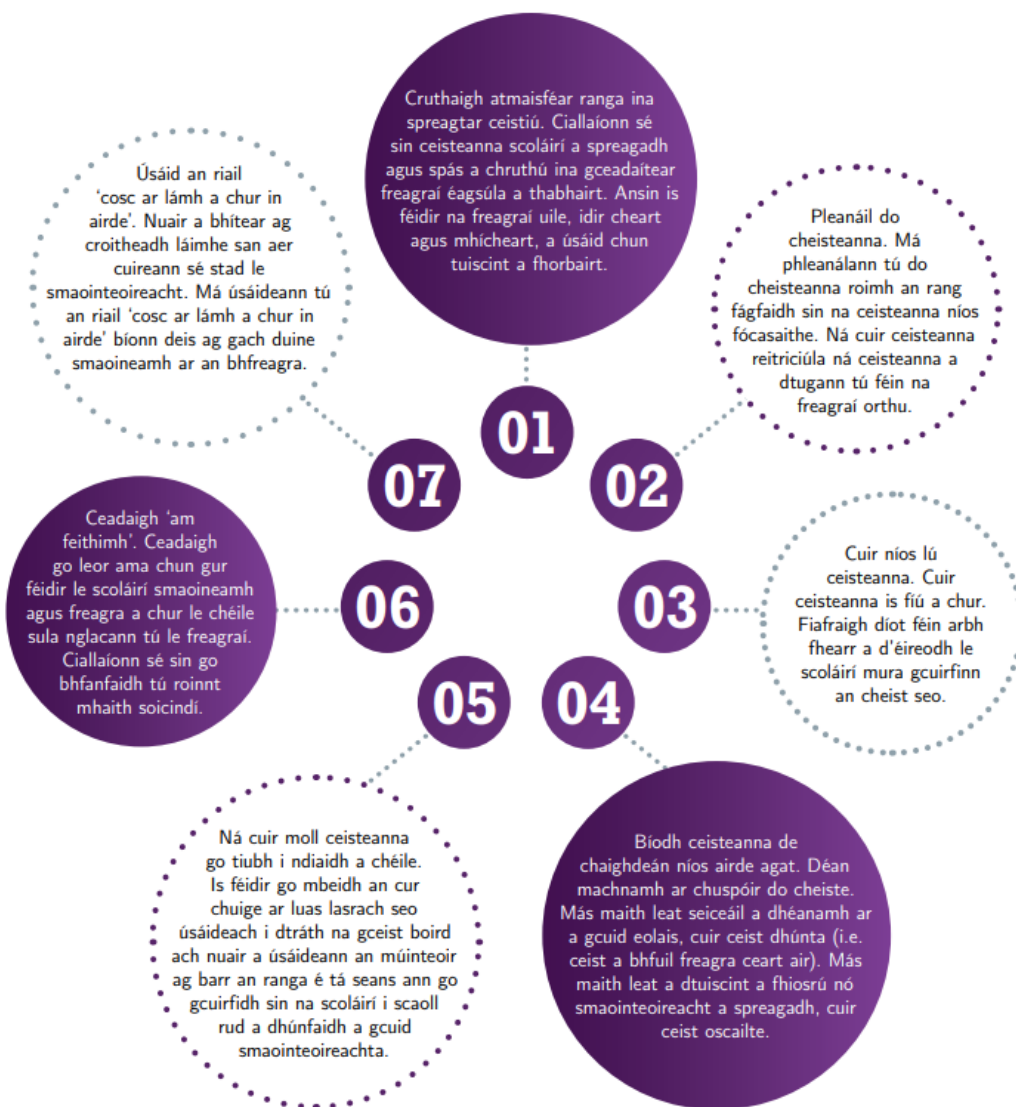 Cruthaigh atmaisféar ranga ina
spreagtar ceistiú. Ciallaíonn sé
sin ceisteanna scoláirí a spreagadh
agus spás a chruthú ina gceadaítear
freagraí éagsúla a thabhairt. Ansin is
féidir na freagraí uile, idir cheart
agus mhícheart, a úsáid chun
tuiscint a fhorbairt.
01
Pleanáil do
cheisteanna. Má
phleanálann tú do
cheisteanna roimh an rang
fágfaidh sin na ceisteanna níos
fócasaithe. Ná cuir ceisteanna
reitriciúla ná ceisteanna a
dtugann tú féin na
freagraí orthu.
02
Cuir níos lú
ceisteanna. Cuir
ceisteanna is fiú a chur.
Fiafraigh díot féin arbh
fhearr a d'éireodh le
scoláirí mura gcuirfinn
an cheist seo.
03
Bíodh ceisteanna de
chaighdeán níos airde agat. Déan
machnamh ar chuspóir do cheiste.
Más maith leat seiceáil a dhéanamh ar
a gcuid eolais, cuir ceist dhúnta (i.e.
ceist a bhfuil freagra ceart air). Más
maith leat a dtuiscint a fhiosrú nó
smaointeoireacht a spreagadh, cuir
ceist oscailte.
04
Ná cuir moll ceisteanna
go tiubh i ndiaidh a chéile.
Is féidir go mbeidh an cur
chuige ar luas lasrach seo
úsáideach i dtráth na gceist boird
ach nuair a úsáideann an múinteoir
ag barr an ranga é tá seans ann go
gcuirfidh sin na scoláirí i scaoll
rud a dhúnfaidh a gcuid
smaointeoireachta.
05
Ceadaigh 'am
feithimh'. Ceadaigh
go leor ama chun gur
féidir le scoláirí smaoineamh
agus freagra a chur le chéile
sula nglacann tú le freagraí.
Ciallaíonn sé sin go
bhfanfaidh tú roinnt
mhaith soicindí.
06
Úsáid an riail
'cosc ar lámh a chur in
airde'. Nuair a bhítear ag
croitheadh láimhe san aer
cuireann sé stad le
smaointeoireacht. Má úsáideann tú
an riail 'cosc ar lámh a chur in
airde' bíonn deis ag gach duine
smaoineamh ar an bhfreagra.
07